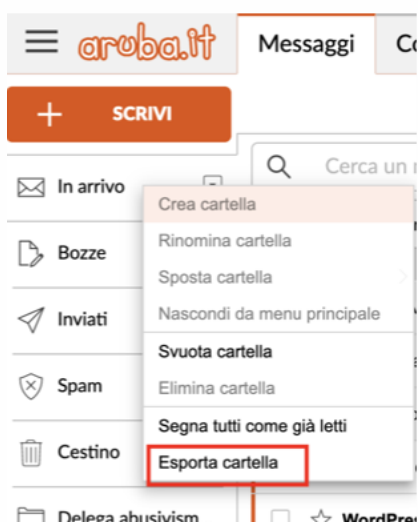 aruba.it
Messaggi
SCRIVI
Cerca un
In arrivo
Crea cartella
Rinomina cartella
Bozze
Sposta cartella
Nascondi da menu principale
Inviati
Svuota cartella
Spam
Elimina cartella
Segna tutti come già letti
Cestino
Esporta cartella
Delega abusivism
WordPre